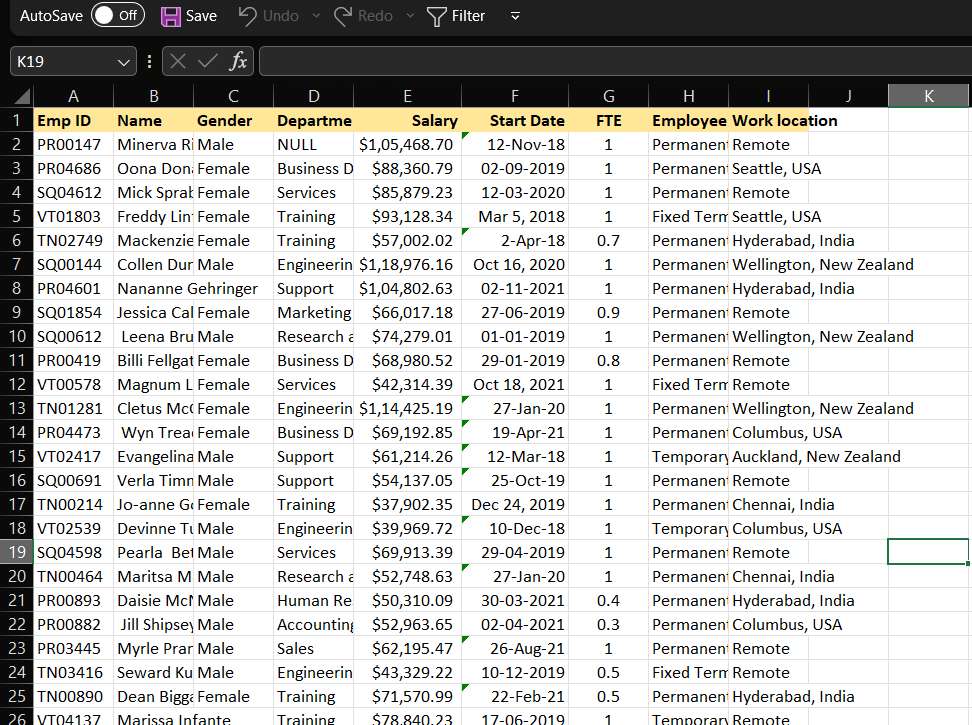 AutoSave Off Save Undo Redo Filter
K19 fx
A B C D E F G H I J K
1 Emp ID Name Gender Departme Salary Start Date FTE Employee Work location
2 PR00147 Minerva Ri Male NULL $1,05,468.70 12-Nov-18 1 Permanent Remote
3 PR04686 Oona Don Female Business D $88,360.79 02-09-2019 1 Permanent Seattle, USA
4 SQ04612 Mick Sprab Female Services $85,879.23 12-03-2020 1 Permanent Remote
5 VT01803 Freddy Lin Female Training $93,128.34 Mar 5, 2018 1 Fixed Term Seattle, USA
6 TN02749 Mackenzie Female Training $57,002.02 2-Apr-18 0.7 Permanent Hyderabad, India
7 SQ00144 Collen Dun Male Engineerin $1,18,976.16 Oct 16, 2020 1 Permanent Wellington, New Zealand
8 PR04601 Nananne Gehringer Support $1,04,802.63 02-11-2021 1 Permanent Hyderabad, India
9 SQ01854 Jessica Cal Female Marketing $66,017.18 27-06-2019 0.9 Permanent Remote
10 SQ00612 Leena Bru Male Research a $74,279.01 01-01-2019 1 Permanent Wellington, New Zealand
11 PR00419 Billi Fellgat Female Business D $68,980.52 29-01-2019 0.8 Permanent Remote
12 VT00578 Magnum L Female Services $42,314.39 Oct 18, 2021 1 Fixed Term Remote
13 TN01281 Cletus McC Female Engineerin $1,14,425.19 27-Jan-20 1 Permanent Wellington, New Zealand
14 PR04473 Wyn Trea Female Business D $69,192.85 19-Apr-21 1 Permanent Columbus, USA
15 VT02417 Evangelina Male Support $61,214.26 12-Mar-18 1 Temporary Auckland, New Zealand
16 SQ00691 Verla Timn Male Support $54,137.05 25-Oct-19 1 Permanent Remote
17 TN00214 Jo-anne Go Female Training $37,902.35 Dec 24, 2019 1 Permanent Chennai, India
18 VT02539 Devinne Tu Male Engineerin $39,969.72 10-Dec-18 1 Temporary Columbus, USA
19 SQ04598 Pearla Bet Male Services $69,913.39 29-04-2019 1 Permanent Remote
20 TN00464 Maritsa M Male Research a $52,748.63 27-Jan-20 1 Permanent Chennai, India
21 PR00893 Daisie McN Male Human Re $50,310.09 30-03-2021 0.4 Permanent Hyderabad, India
22 PR00882 Jill Shipsey Male Accounting $52,963.65 02-04-2021 0.3 Permanent Columbus, USA
23 PR03445 Myrle Pran Male Sales $62,195.47 26-Aug-21 1 Permanent Remote
24 TN03416 Seward Ku Male Engineerin $43,329.22 10-12-2019 0.5 Fixed Term Remote
25 TN00890 Dean Bigga Female Training $71,570.99 22-Feb-21 0.5 Permanent Hyderabad, India
26 VT04137 Marissa Infante Training $78,840.23 17-06-2019 1 Temporary Remote